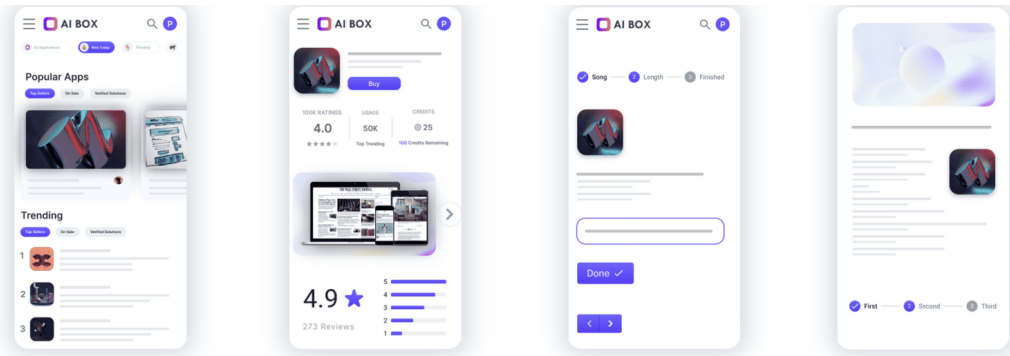 AI BOX
P
AI Applications
New Today
Trending
Popular Apps
Top Sellers
On Sale
Verified Solutions
Trending
Top Sellers
On Sale
Verified Solutions
1
2
3
AI BOX
P
Buy
100K RATINGS
USAGE
CREDITS
4.0
50K
25
Top Trending
100 Credits Remaining
4.9
273 Reviews
5
4
3
2
1
AI BOX
P
Song
2
Length
3
Finished
Done
First
2
Second
3
Third